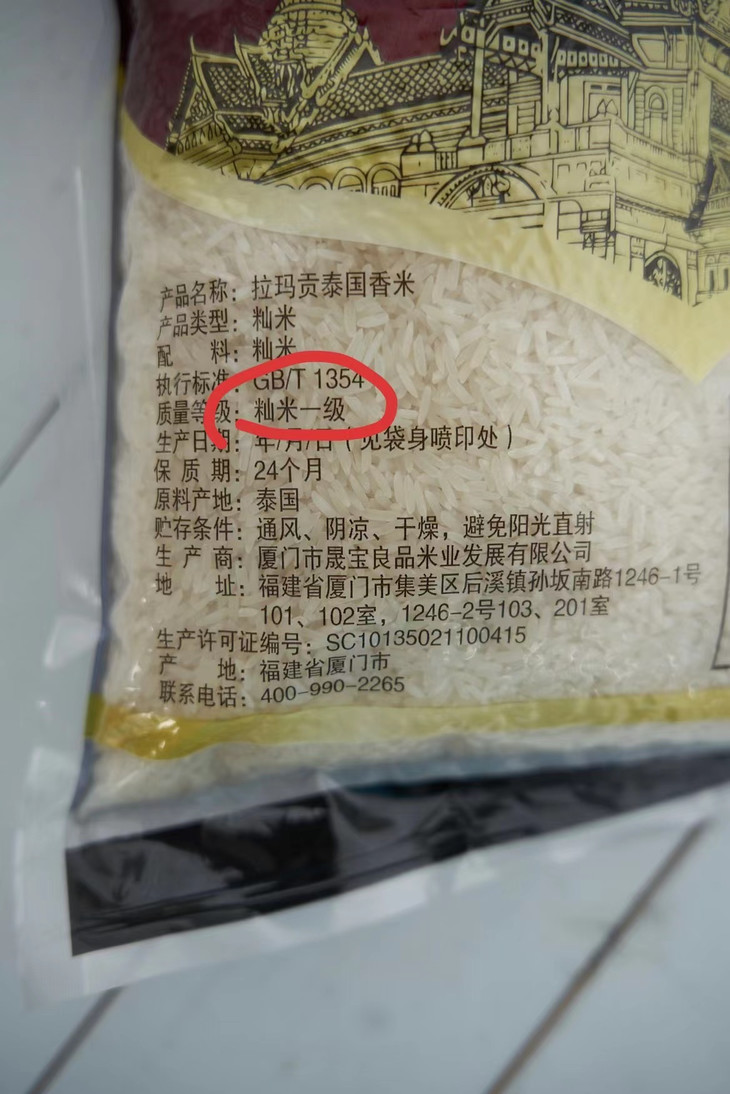 产品名称：拉玛贡泰国香米
产品类型：籼米
配　　料：籼米
执行标准：GB/T 1354
质量等级：籼米一级
生产日期：年/月/日（见袋身喷印处）
保 质 期：24个月
原料产地：泰国
贮存条件：通风、阴凉、干燥，避免阳光直射
生 产 商：厦门市晟宝良品米业发展有限公司
地　　址：福建省厦门市集美区后溪镇孙坂南路1246-1号
101、102室，1246-2号103、201室
生产许可证编号：SC10135021100415
产　　地：福建省厦门市
联系电话：400-990-2265